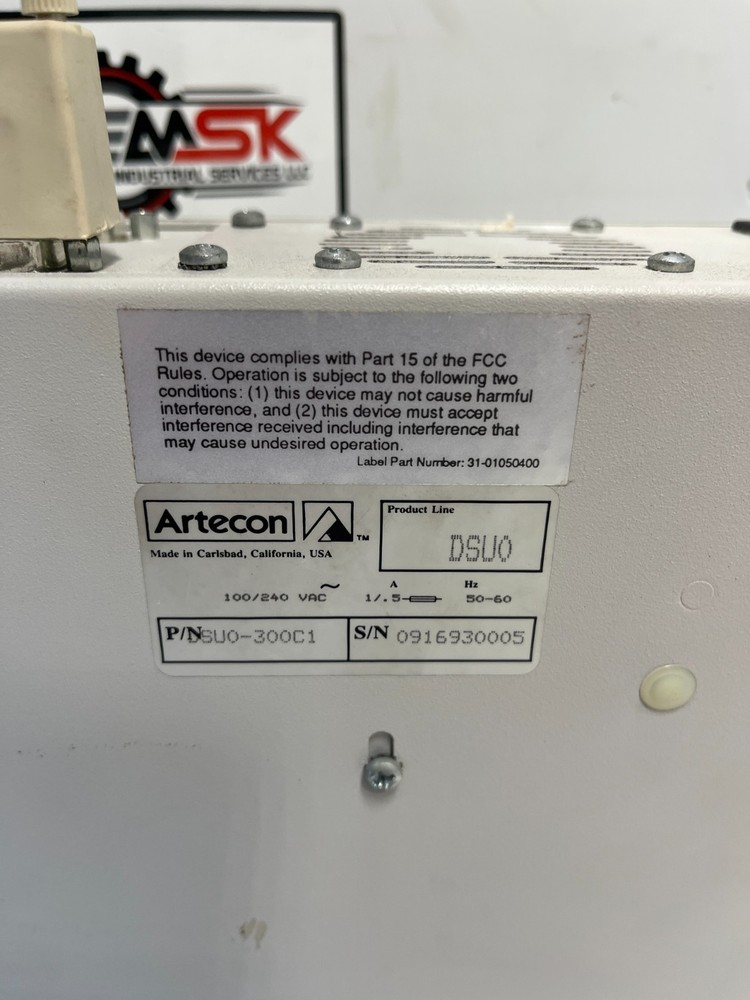 EMSK
INDUSTRIAL SERVICES LLC
This device complies with Part 15 of the FCC
Rules. Operation is subject to the following two
conditions: (1) this device may not cause harmful
interference, and (2) this device must accept
interference received including interference that
may cause undesired operation.
Label Part Number: 31-01050400
Artecon TM
Made in Carlsbad, California, USA
Product Line
DSU0
~ A Hz
100/240 VAC 1/.5 50-60
P/N DSU0-300C1 S/N 0916930005